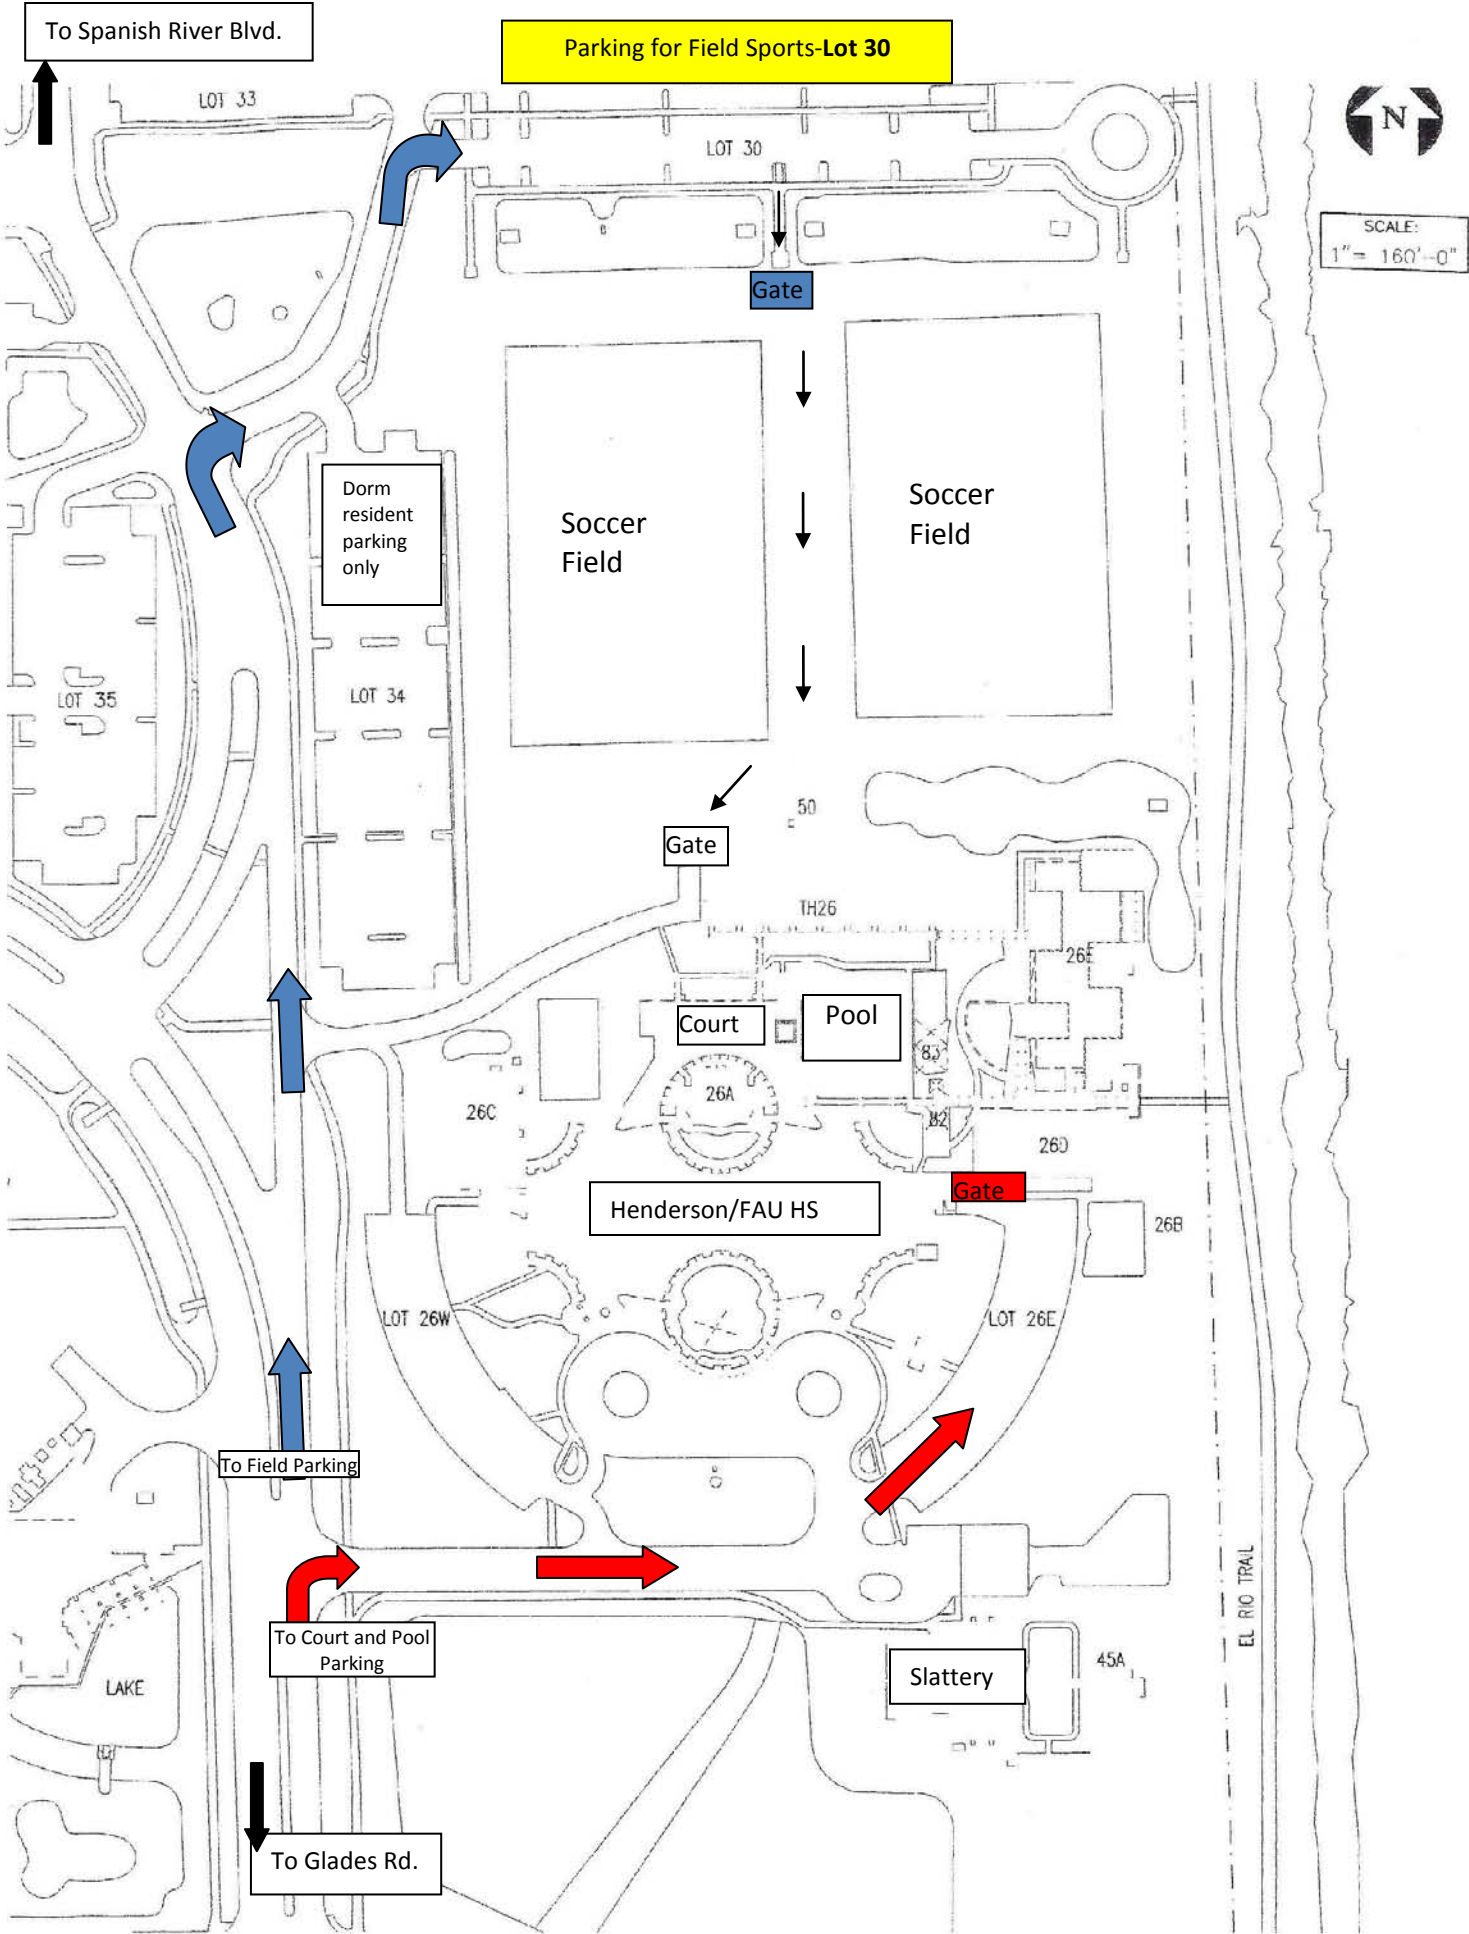 To Spanish River Blvd.
Parking for Field Sports-Lot 30
LOT 33
LOT 30
N
SCALE:
1" = 160'-0"
Gate
Dorm
resident
parking
only
Soccer
Field
Soccer
Field
LOT 35
LOT 34
50
Gate
TH26
26E
Court
Pool
83
26A
26C
82
26D
Gate
Henderson/FAU HS
26B
LOT 26W
LOT 26E
To Field Parking
EL RIO TRAIL
To Court and Pool
Parking
45A
Slattery
LAKE
To Glades Rd.